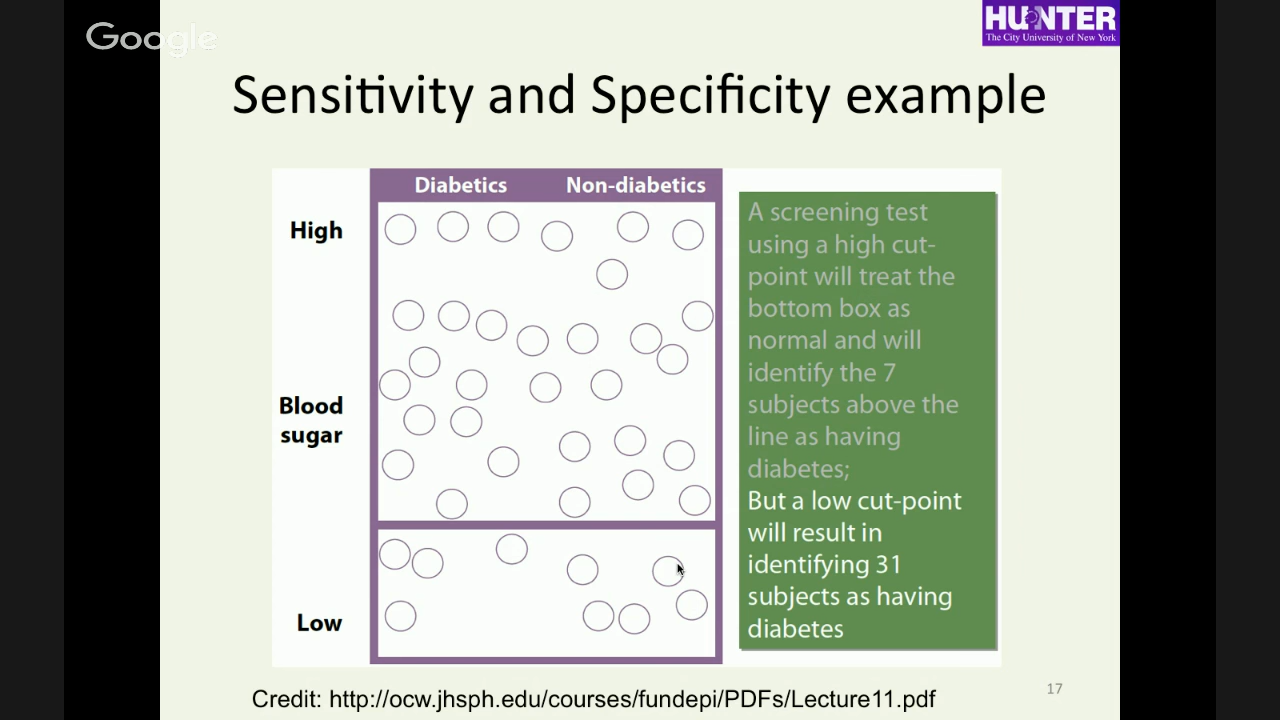 Google
HUNTER
The City University of New York
Sensitivity and Specificity example
Diabetics Non-diabetics
High
Blood
sugar
Low
A screening test
using a high cut-
point will treat the
bottom box as
normal and will
identify the 7
subjects above the
line as having
diabetes;
But a low cut-point
will result in
identifying 31
subjects as having
diabetes
Credit: http://ocw.jhsph.edu/courses/fundepi/PDFs/Lecture11.pdf
17